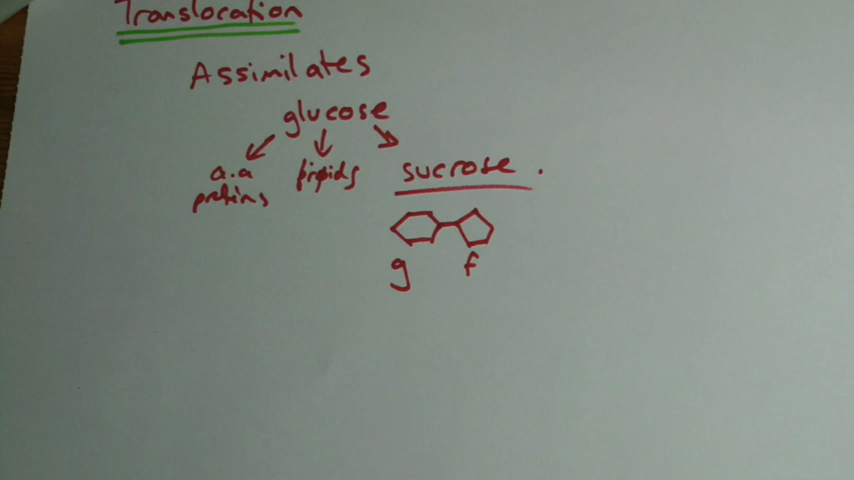 Translocation
Assimilates
glucose
a.a lipids sucrose.
proteins
g f